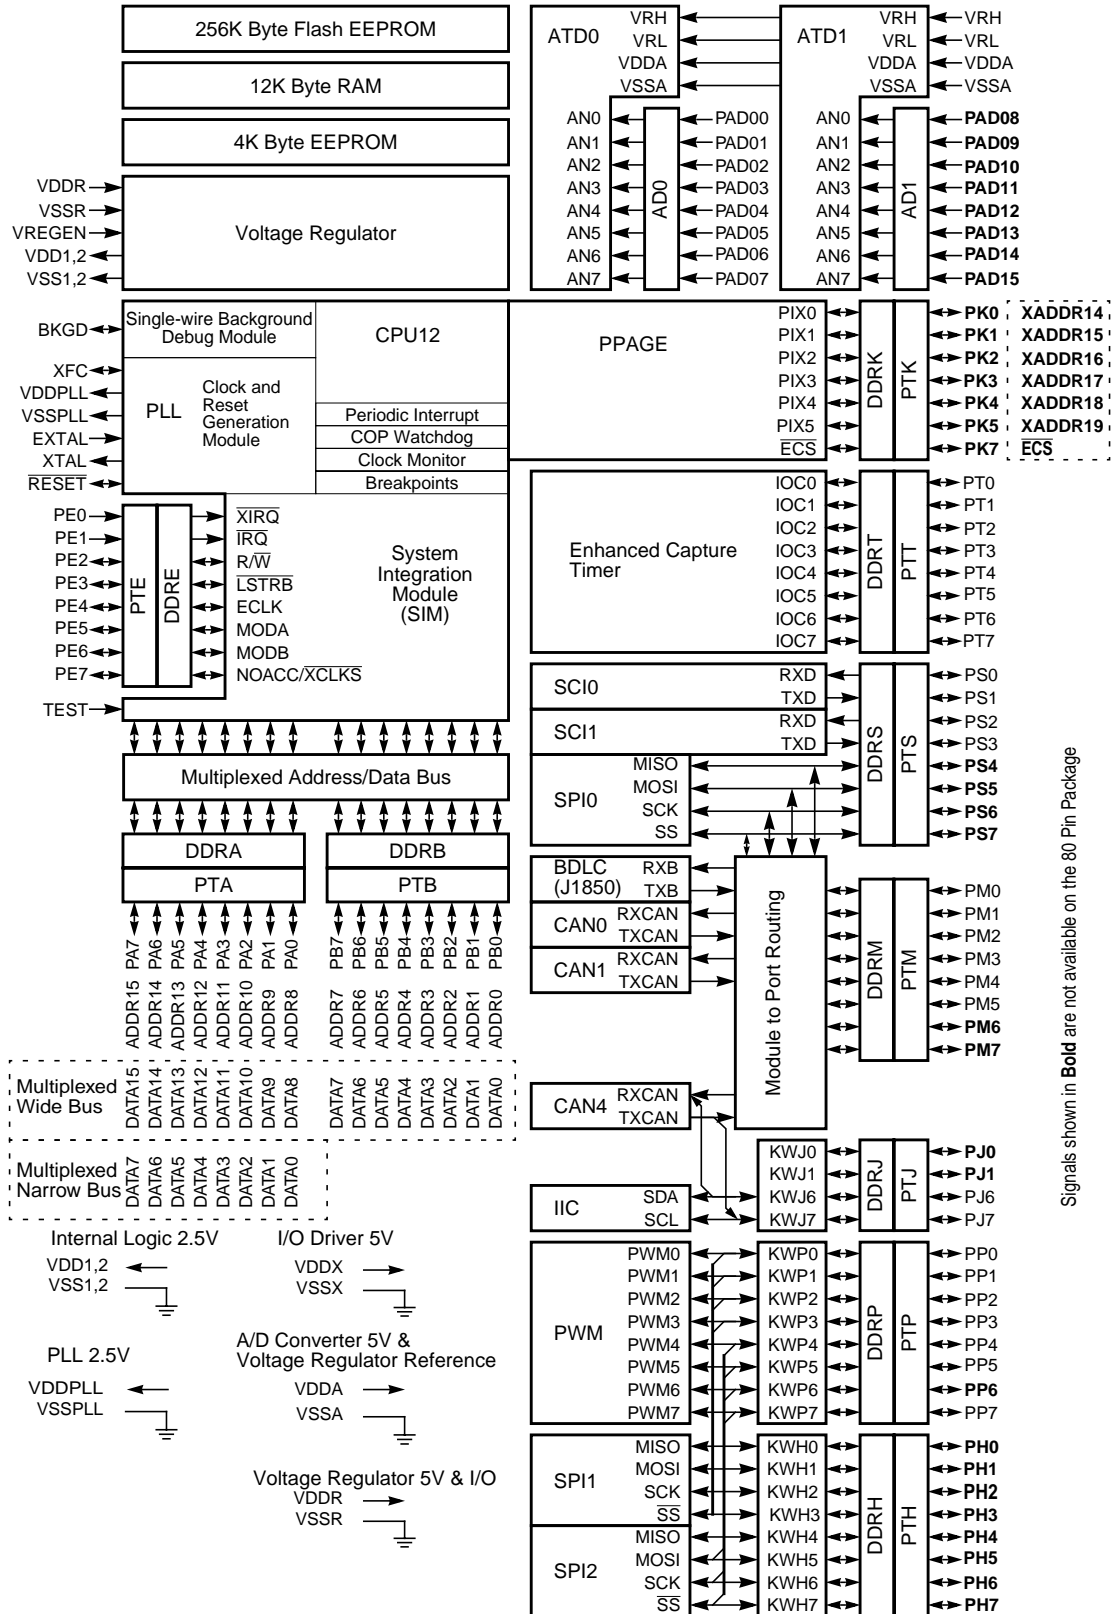 256K Byte Flash EEPROM
12K Byte RAM
4K Byte EEPROM
VDDR
VSSR
VREGEN
VDD1,2
VSS1,2
Voltage Regulator
BKGD
XFC
VDDPLL
VSSPLL
EXTAL
XTAL
RESET
Single-wire Background
Debug Module
CPU12
PLL
Clock and
Reset
Generation
Module
Periodic Interrupt
COP Watchdog
Clock Monitor
Breakpoints
PE0
PE1
PE2
PE3
PE4
PE5
PE6
PE7
TEST
PTE
DDRE
XIRQ
IRQ
R/W
LSTRB
ECLK
MODA
MODB
NOACC/XCLKS
System
Integration
Module
(SIM)
Multiplexed Address/Data Bus
DDRA
DDRB
PTA
PTB
PA7
PA6
PA5
PA4
PA3
PA2
PA1
PA0
PB7
PB6
PB5
PB4
PB3
PB2
PB1
PB0
ADDR15
ADDR14
ADDR13
ADDR12
ADDR11
ADDR10
ADDR9
ADDR8
ADDR7
ADDR6
ADDR5
ADDR4
ADDR3
ADDR2
ADDR1
ADDR0
Multiplexed
Wide Bus
DATA15
DATA14
DATA13
DATA12
DATA11
DATA10
DATA9
DATA8
DATA7
DATA6
DATA5
DATA4
DATA3
DATA2
DATA1
DATA0
Multiplexed
Narrow Bus
DATA7
DATA6
DATA5
DATA4
DATA3
DATA2
DATA1
DATA0
Internal Logic 2.5V
VDD1,2
VSS1,2
I/O Driver 5V
VDDX
VSSX
PLL 2.5V
VDDPLL
VSSPLL
A/D Converter 5V &
Voltage Regulator Reference
VDDA
VSSA
Voltage Regulator 5V & I/O
VDDR
VSSR
ATD0
VRH
VRL
VDDA
VSSA
AN0
AN1
AN2
AN3
AN4
AN5
AN6
AN7
AD0
PAD00
PAD01
PAD02
PAD03
PAD04
PAD05
PAD06
PAD07
ATD1
VRH
VRL
VDDA
VSSA
VRH
VRL
VDDA
VSSA
AN0
AN1
AN2
AN3
AN4
AN5
AN6
AN7
AD1
PAD08
PAD09
PAD10
PAD11
PAD12
PAD13
PAD14
PAD15
PPAGE
PIX0
PIX1
PIX2
PIX3
PIX4
PIX5
ECS
DDRK
PTK
PK0 XADDR14
PK1 XADDR15
PK2 XADDR16
PK3 XADDR17
PK4 XADDR18
PK5 XADDR19
PK7 ECS
Enhanced Capture
Timer
IOC0
IOC1
IOC2
IOC3
IOC4
IOC5
IOC6
IOC7
DDRT
PTT
PT0
PT1
PT2
PT3
PT4
PT5
PT6
PT7
SCI0
RXD
TXD
SCI1
RXD
TXD
SPI0
MISO
MOSI
SCK
SS
DDRS
PTS
PS0
PS1
PS2
PS3
PS4
PS5
PS6
PS7
BDLC
(J1850)
RXB
TXB
CAN0
RXCAN
TXCAN
CAN1
RXCAN
TXCAN
CAN4
RXCAN
TXCAN
Module to Port Routing
DDRM
PTM
PM0
PM1
PM2
PM3
PM4
PM5
PM6
PM7
IIC
SDA
SCL
KWJ0
KWJ1
KWJ6
KWJ7
DDRJ
PTJ
PJ0
PJ1
PJ6
PJ7
PWM
PWM0
PWM1
PWM2
PWM3
PWM4
PWM5
PWM6
PWM7
KWP0
KWP1
KWP2
KWP3
KWP4
KWP5
KWP6
KWP7
DDRP
PTP
PP0
PP1
PP2
PP3
PP4
PP5
PP6
PP7
SPI1
MISO
MOSI
SCK
SS
SPI2
MISO
MOSI
SCK
SS
KWH0
KWH1
KWH2
KWH3
KWH4
KWH5
KWH6
KWH7
DDRH
PTH
PH0
PH1
PH2
PH3
PH4
PH5
PH6
PH7
Signals shown in Bold are not available on the 80 Pin Package